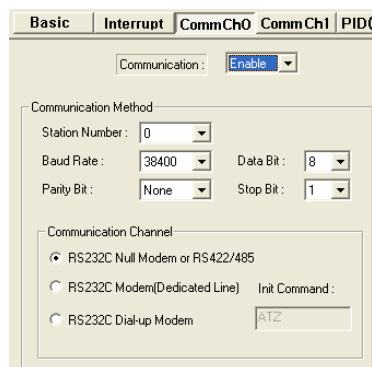 Basic Interrupt CommCh0 CommCh1 PID(
Communication : Enable
Communication Method
Station Number : 0
Baud Rate : 38400 Data Bit : 8
Parity Bit : None Stop Bit : 1
Communication Channel
RS232C Null Modem or RS422/485
RS232C Modem(Dedicated Line) Init Command :
RS232C Dial-up Modem ATZ